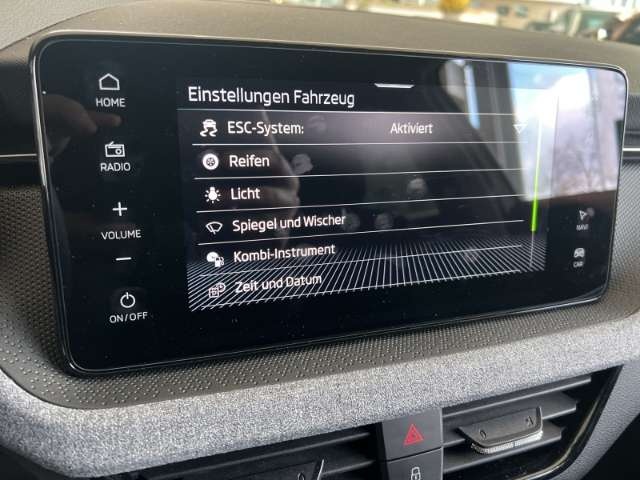 HOME
RADIO
VOLUME
ON/OFF
Einstellungen Fahrzeug
ESC-System: Aktiviert
Reifen
Licht
Spiegel und Wischer
Kombi-Instrument
Zeit und Datum
NAVI
CAR